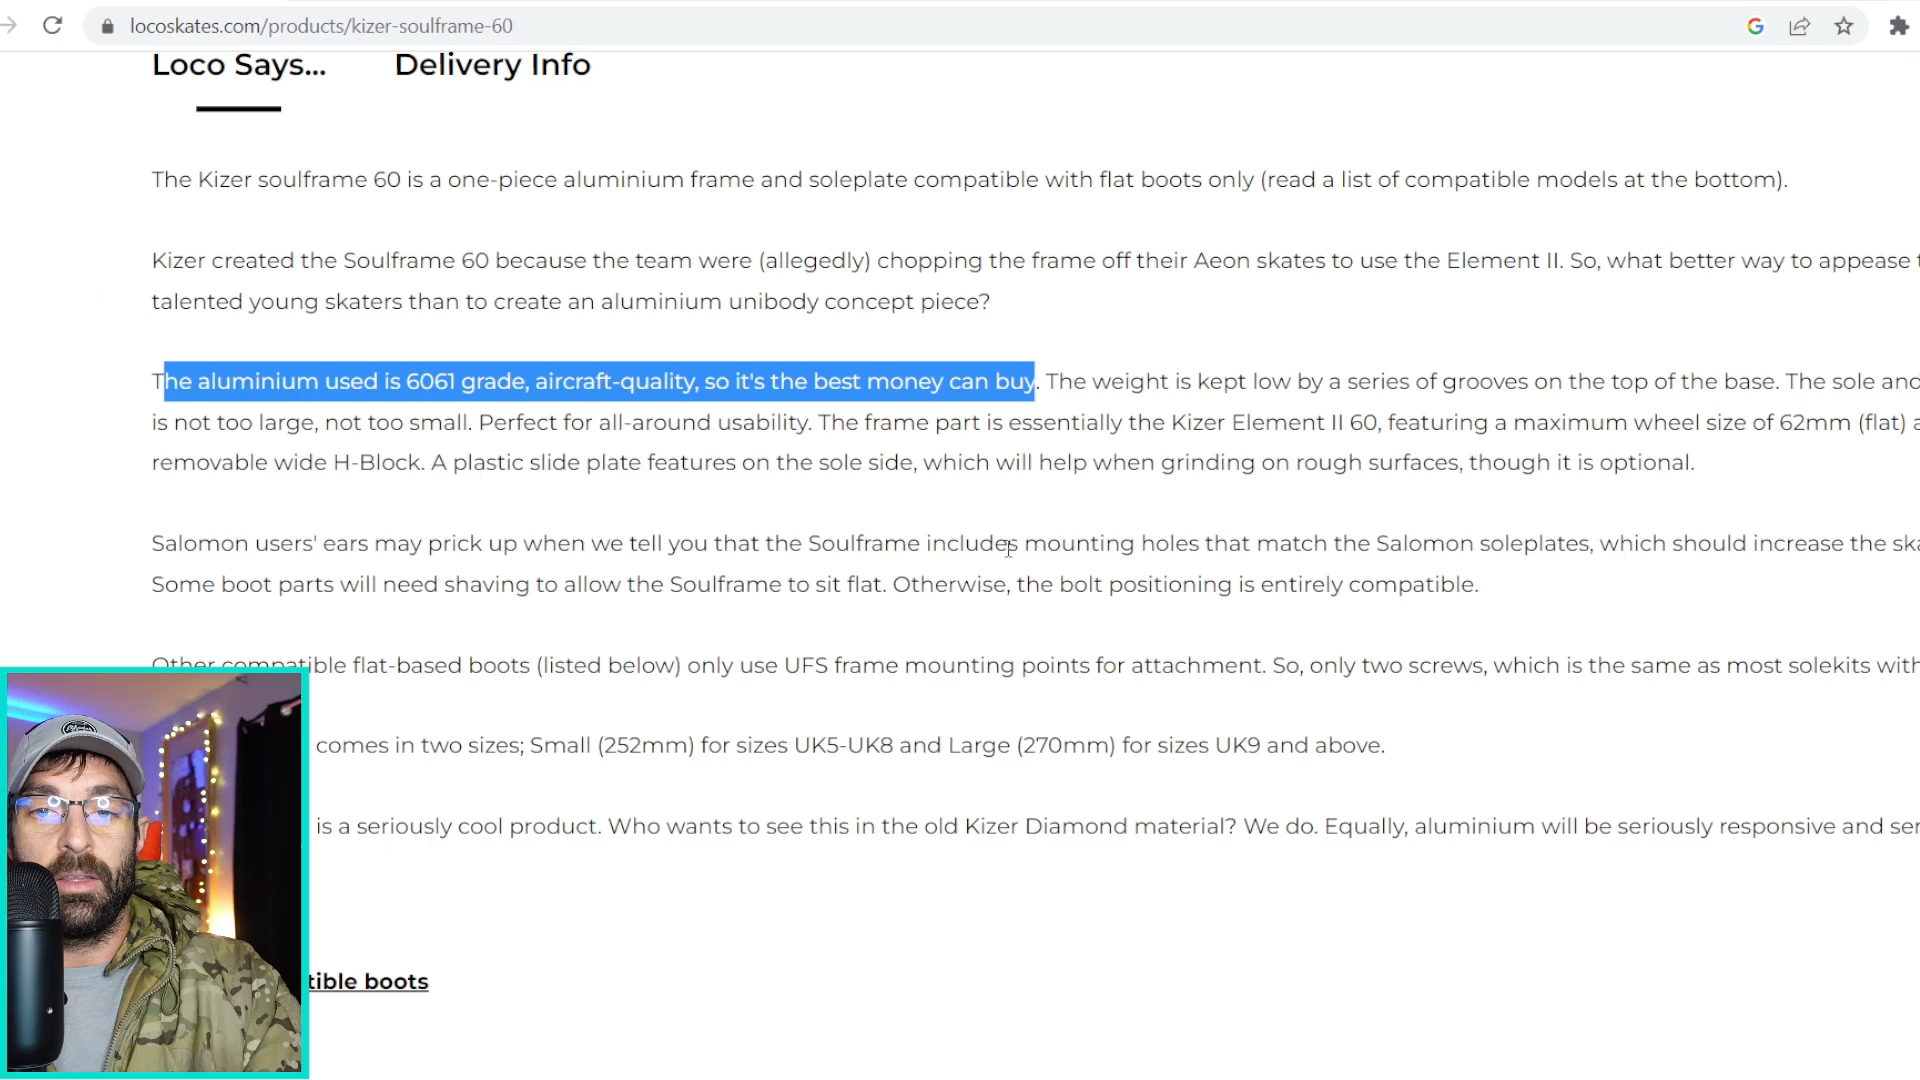 locoskates.com/products/kizer-soulframe-60
Loco Says... Delivery Info
The Kizer soulframe 60 is a one-piece aluminium frame and soleplate compatible with flat boots only (read a list of compatible models at the bottom).
Kizer created the Soulframe 60 because the team were (allegedly) chopping the frame off their Aeon skates to use the Element II. So, what better way to appease
talented young skaters than to create an aluminium unibody concept piece?
The aluminium used is 6061 grade, aircraft-quality, so it's the best money can buy. The weight is kept low by a series of grooves on the top of the base. The sole and
is not too large, not too small. Perfect for all-around usability. The frame part is essentially the Kizer Element II 60, featuring a maximum wheel size of 62mm (flat)
removable wide H-Block. A plastic slide plate features on the sole side, which will help when grinding on rough surfaces, though it is optional.
Salomon users' ears may prick up when we tell you that the Soulframe includes mounting holes that match the Salomon soleplates, which should increase the
Some boot parts will need shaving to allow the Soulframe to sit flat. Otherwise, the bolt positioning is entirely compatible.
Other compatible flat-based boots (listed below) only use UFS frame mounting points for attachment. So, only two screws, which is the same as most solekits with
comes in two sizes; Small (252mm) for sizes UK5-UK8 and Large (270mm) for sizes UK9 and above.
is a seriously cool product. Who wants to see this in the old Kizer Diamond material? We do. Equally, aluminium will be seriously responsive and
tible boots